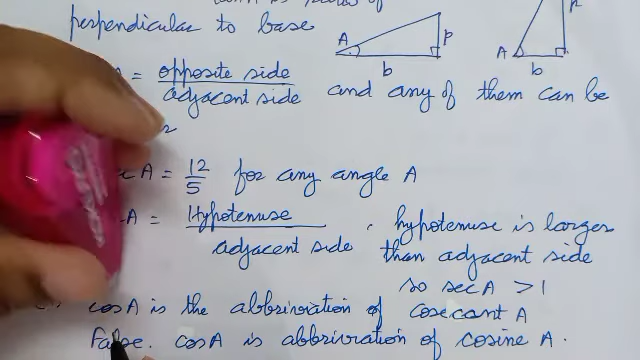 perpendicular to base
A p b
A p b
A = opposite side / adjacent side and any of them can be
A = 12/5 for any angle A
A = Hypotenuse / adjacent side , hypotenuse is larger
than adjacent side
so sec A > 1
cosA is the abbriviation of cosecant A
False. cosA is abbriviation of cosine A.